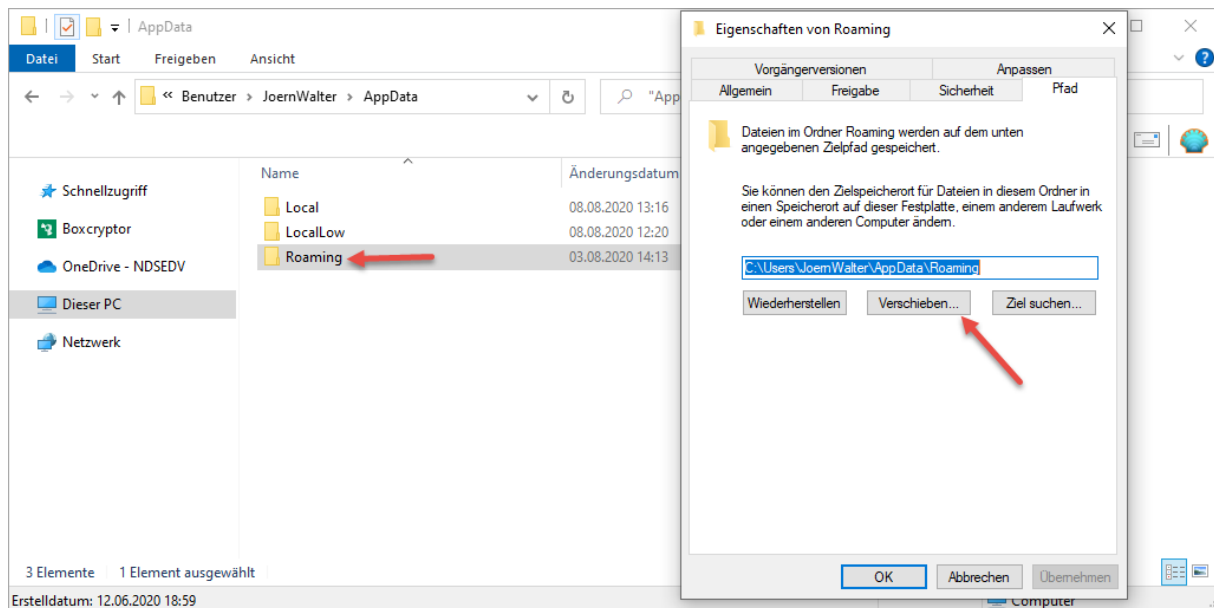 AppData
Datei Start Freigeben Ansicht
« Benutzer › JoernWalter › AppData
"App
Name Änderungsdatum
Schnellzugriff
Boxcryptor
OneDrive - NDSEDV
Dieser PC
Netzwerk
Local 08.08.2020 13:16
LocalLow 08.08.2020 12:20
Roaming 03.08.2020 14:13
3 Elemente 1 Element ausgewählt
Erstelldatum: 12.06.2020 18:59
Computer
Eigenschaften von Roaming
Vorgängerversionen Anpassen
Allgemein Freigabe Sicherheit Pfad
Dateien im Ordner Roaming werden auf dem unten
angegebenen Zielpfad gespeichert.
Sie können den Zielspeicherort für Dateien in diesem Ordner in
einen Speicherort auf dieser Festplatte, einem anderem Laufwerk
oder einem anderen Computer ändern.
C:\Users\JoernWalter\AppData\Roaming
Wiederherstellen Verschieben... Ziel suchen...
OK Abbrechen Übernehmen